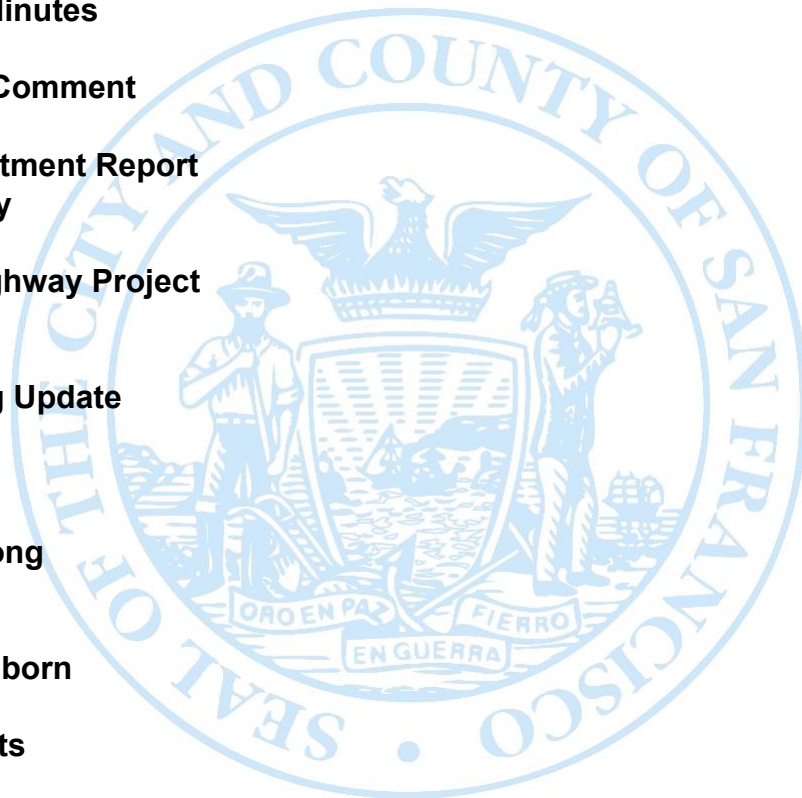 Minutes
Comment
tment Report
y
ghway Project
g Update
ong
born
ts
SEAL OF THE CITY AND COUNTY OF SAN FRANCISCO
ORO EN PAZ
FIERRO
EN GUERRA